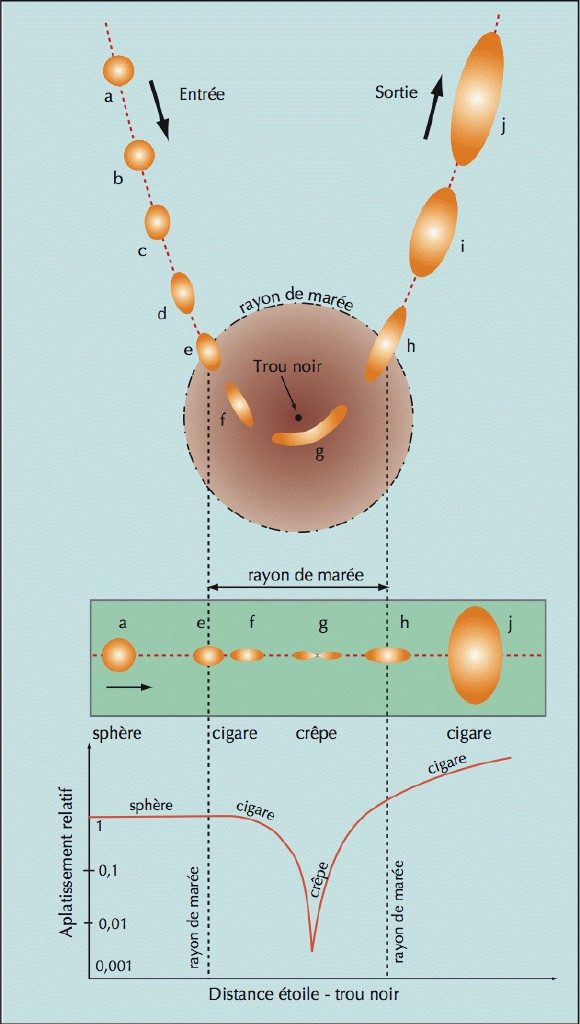 Entrée
Sortie
a
b
c
d
e
f
g
h
i
j
rayon de marée
Trou noir
rayon de marée
a e f g h j
sphère cigare crêpe cigare
Aplatissement relatif
1
0,1
0,01
0,001
sphère
cigare
crêpe
cigare
rayon de marée
rayon de marée
Distance étoile - trou noir